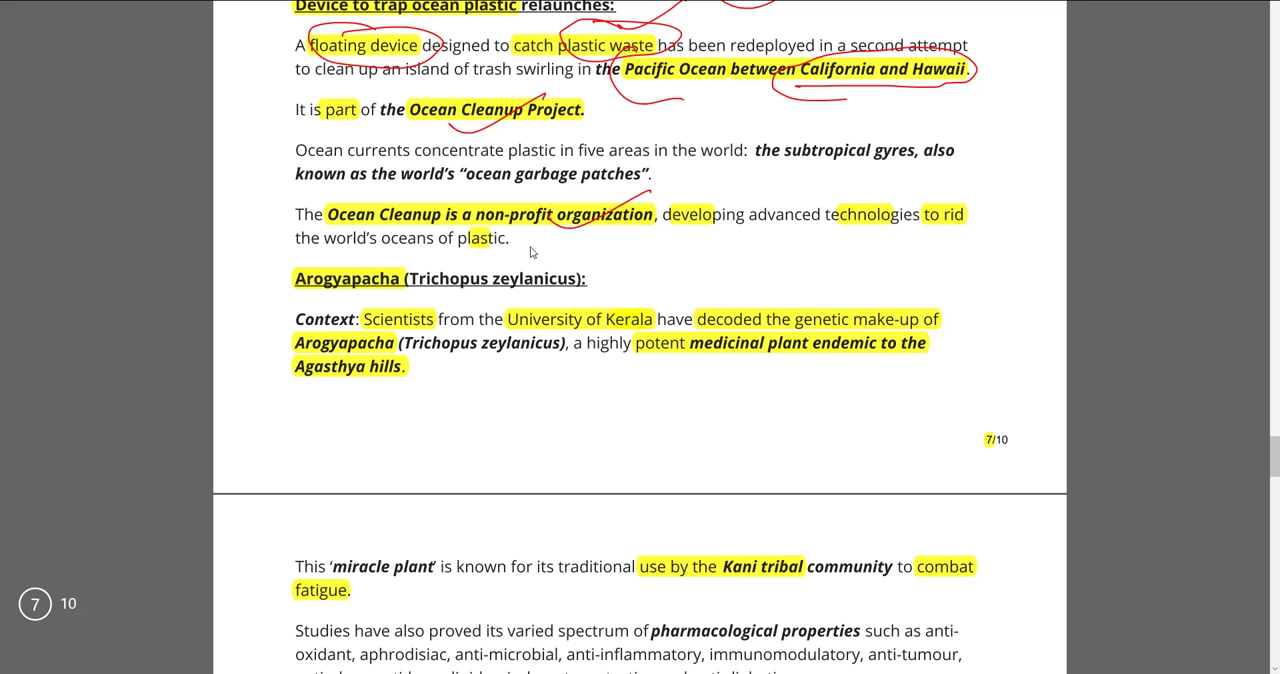 Device to trap ocean plastic relaunches:
A floating device designed to catch plastic waste has been redeployed in a second attempt
to clean up an island of trash swirling in the Pacific Ocean between California and Hawaii.
It is part of the Ocean Cleanup Project.
Ocean currents concentrate plastic in five areas in the world: the subtropical gyres, also
known as the world’s “ocean garbage patches”.
The Ocean Cleanup is a non-profit organization, developing advanced technologies to rid
the world’s oceans of plastic.
Arogyapacha (Trichopus zeylanicus):
Context: Scientists from the University of Kerala have decoded the genetic make-up of
Arogyapacha (Trichopus zeylanicus), a highly potent medicinal plant endemic to the
Agasthya hills.
7/10
This ‘miracle plant’ is known for its traditional use by the Kani tribal community to combat
fatigue.
7 10
Studies have also proved its varied spectrum of pharmacological properties such as anti-
oxidant, aphrodisiac, anti-microbial, anti-inflammatory, immunomodulatory, anti-tumour,